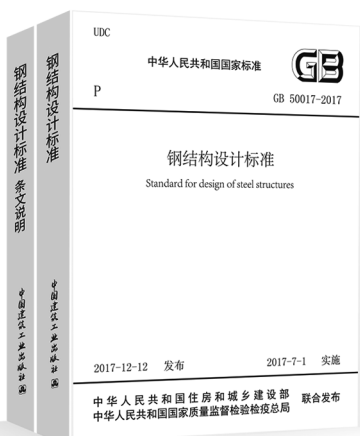 钢结构设计标准 条文说明
中国建筑工业出版社
钢结构设计标准
中国建筑工业出版社
UDC
中华人民共和国国家标准
GB
P
GB 50017-2017
钢结构设计标准
Standard for design of steel structures
2017-12-12 发布
2017-7-1 实施
中华人民共和国住房和城乡建设部
中华人民共和国国家质量监督检验检疫总局
联合发布